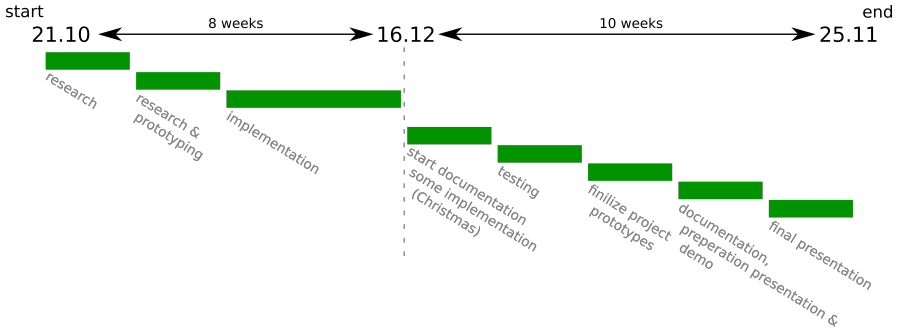 start
end
21.10
8 weeks
16.12
10 weeks
25.11
research
research &
prototyping
implementation
start documentation
some implementation
(Christmas)
testing
finilize project
prototypes
documentation,
preperation presentation &
demo
final presentation